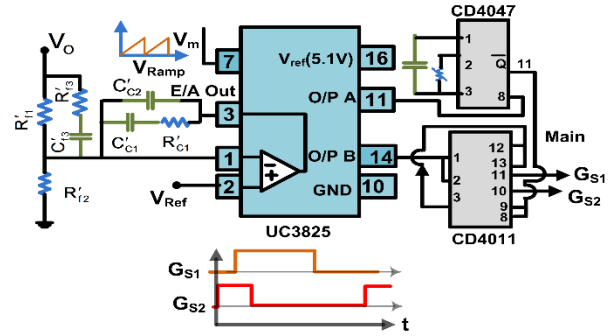 V_O
V_m
V_Ramp
7
V_ref(5.1V)
16
CD4047
1
2
3
Q̅
11
8
R'_f1
R'_f3
C'_f3
R'_f2
C'_C2
C'_C1
R'_C1
E/A Out
3
O/P A
11
1
2
V_Ref
O/P B
14
GND
10
UC3825
Main
1
2
3
12
13
11
10
9
8
CD4011
G_S1
G_S2
G_S1
G_S2
t